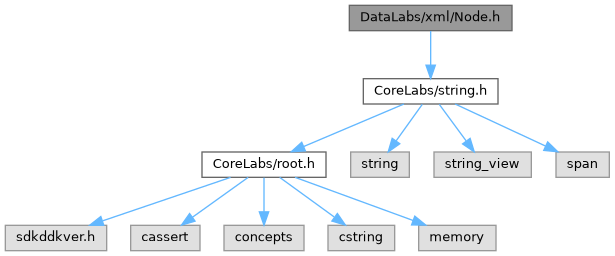 DataLabs/xml/Node.h
CoreLabs/string.h
CoreLabs/root.h
string
string_view
span
sdkddkver.h
cassert
concepts
cstring
memory